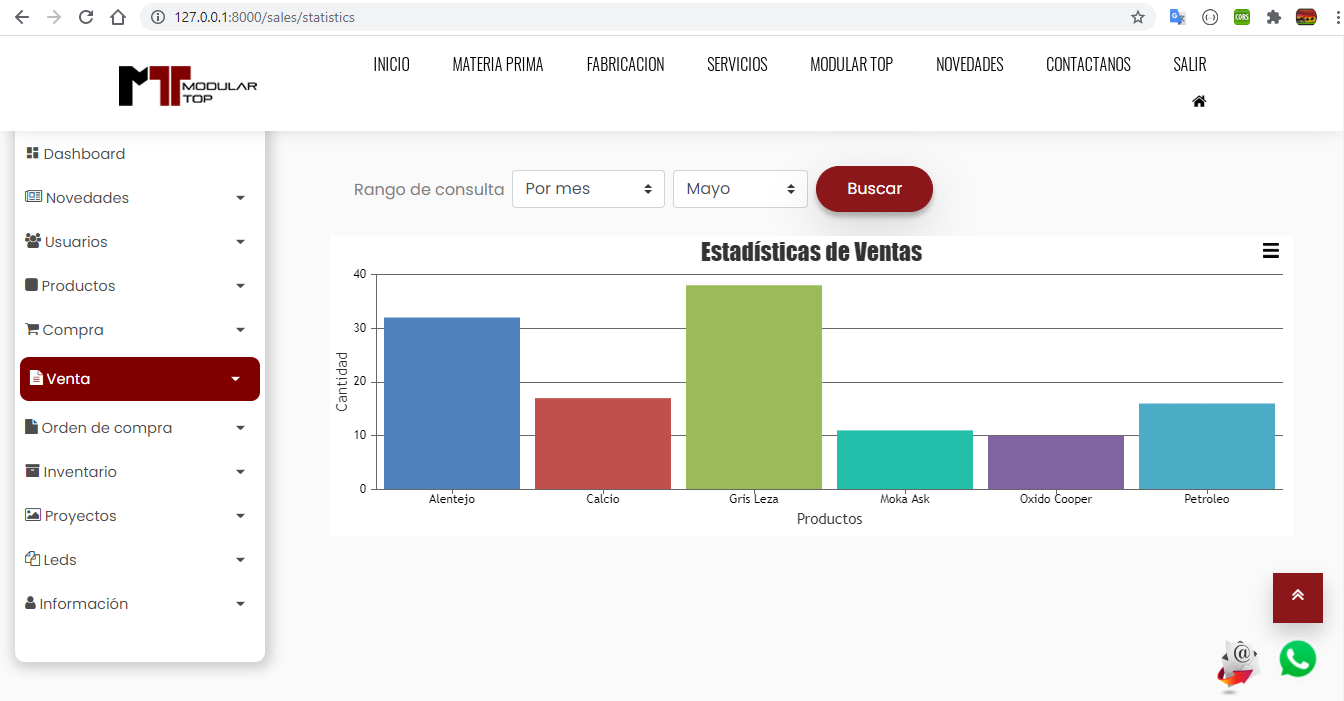 127.0.0.1:8000/sales/statistics
CORS
MT MODULAR TOP
INICIO MATERIA PRIMA FABRICACION SERVICIOS MODULAR TOP NOVEDADES CONTACTANOS SALIR
Dashboard
Novedades
Usuarios
Productos
Compra
Venta
Orden de compra
Inventario
Proyectos
Leds
Información
Rango de consulta Por mes Mayo Buscar
Estadísticas de Ventas
Cantidad
40
30
20
10
0
Alentejo Calcio Gris Leza Moka Ask Oxido Cooper Petroleo
Productos
@